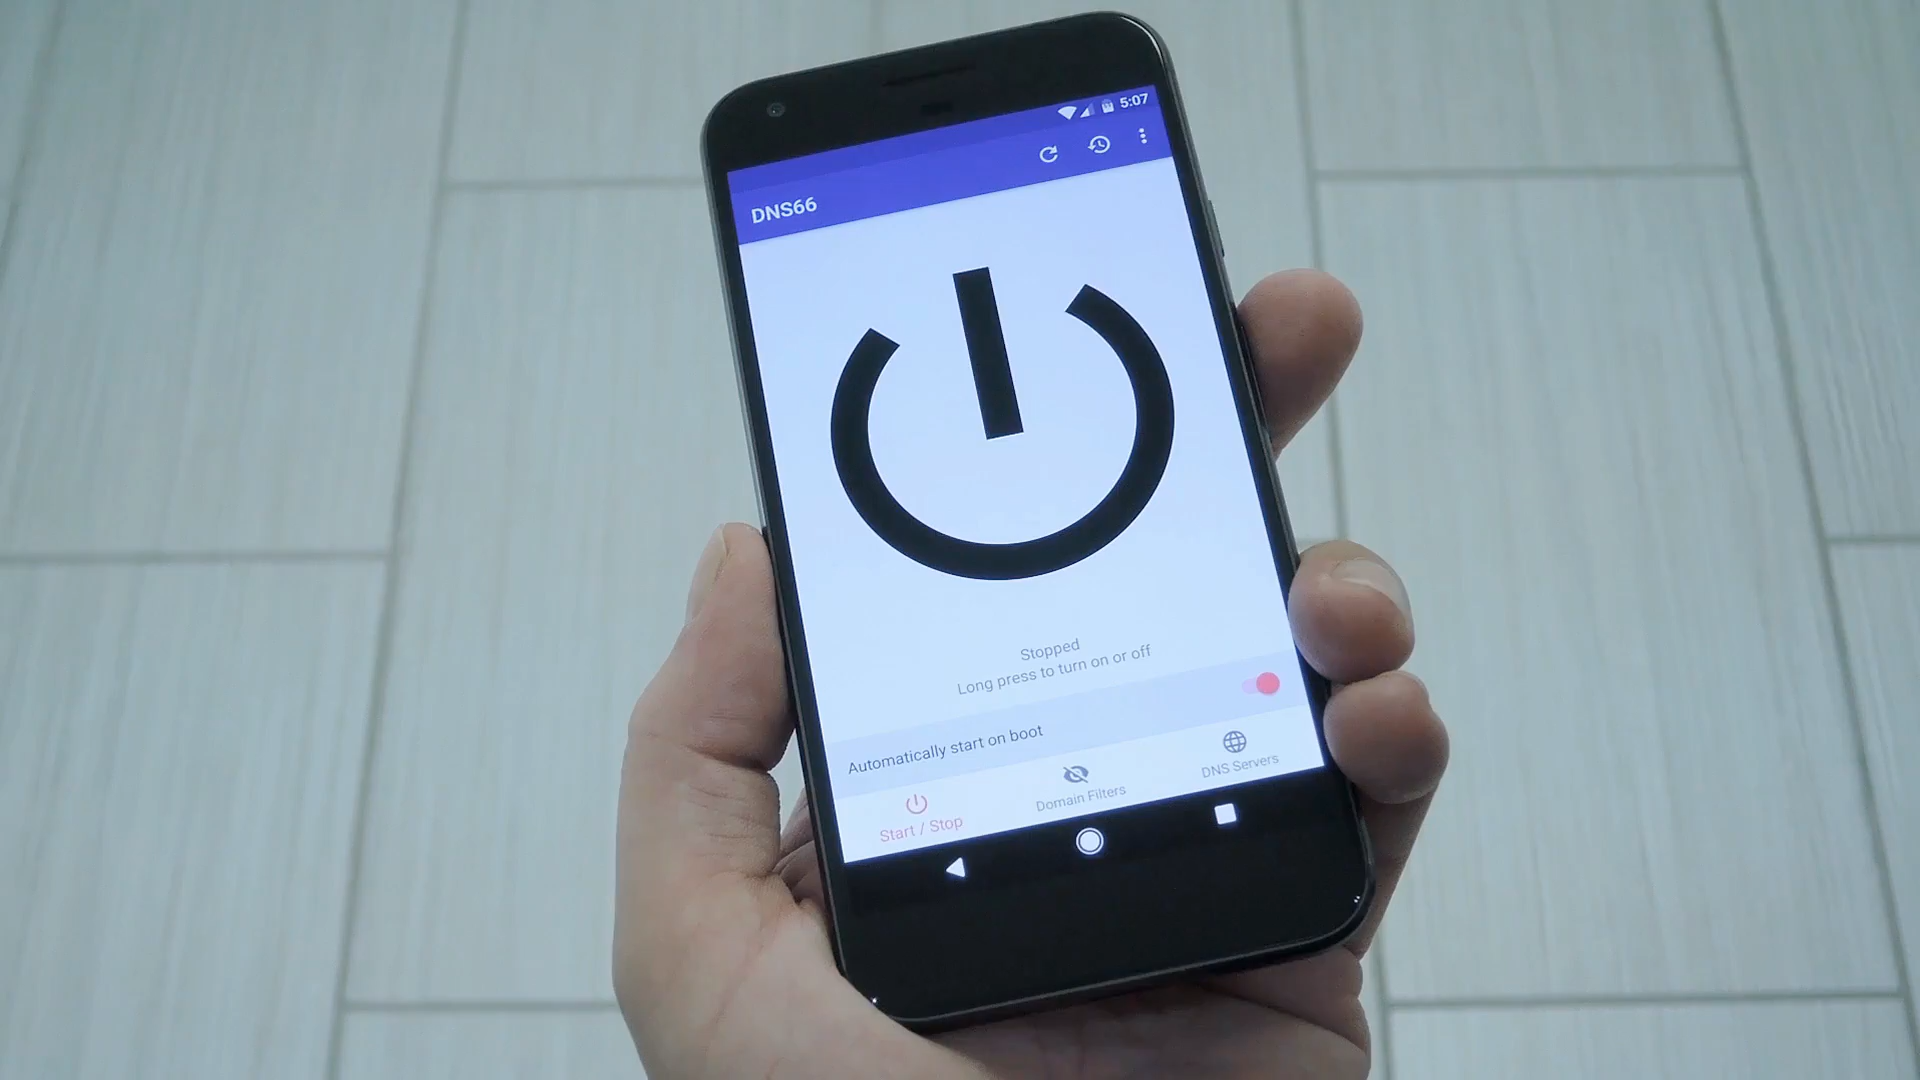 5:07
DNS66
Stopped
Long press to turn on or off
Automatically start on boot
Start / Stop
Domain Filters
DNS Servers